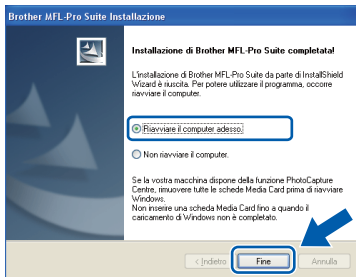 Brother MFL-Pro Suite Installazione
Installazione di Brother MFL-Pro Suite completata!
L'installazione di Brother MFL-Pro Suite da parte di InstallShield
Wizard è riuscita. Per potere utilizzare il programma, occorre
riavviare il computer.
Riavviare il computer adesso.
Non riavviare il computer.
Se la vostra macchina dispone della funzione PhotoCapture
Centre, rimuovere tutte le schede Media Card prima di riavviare
Windows.
Non inserire una scheda Media Card fino a quando il
caricamento di Windows non è completato.
< Indietro
Fine
Annulla